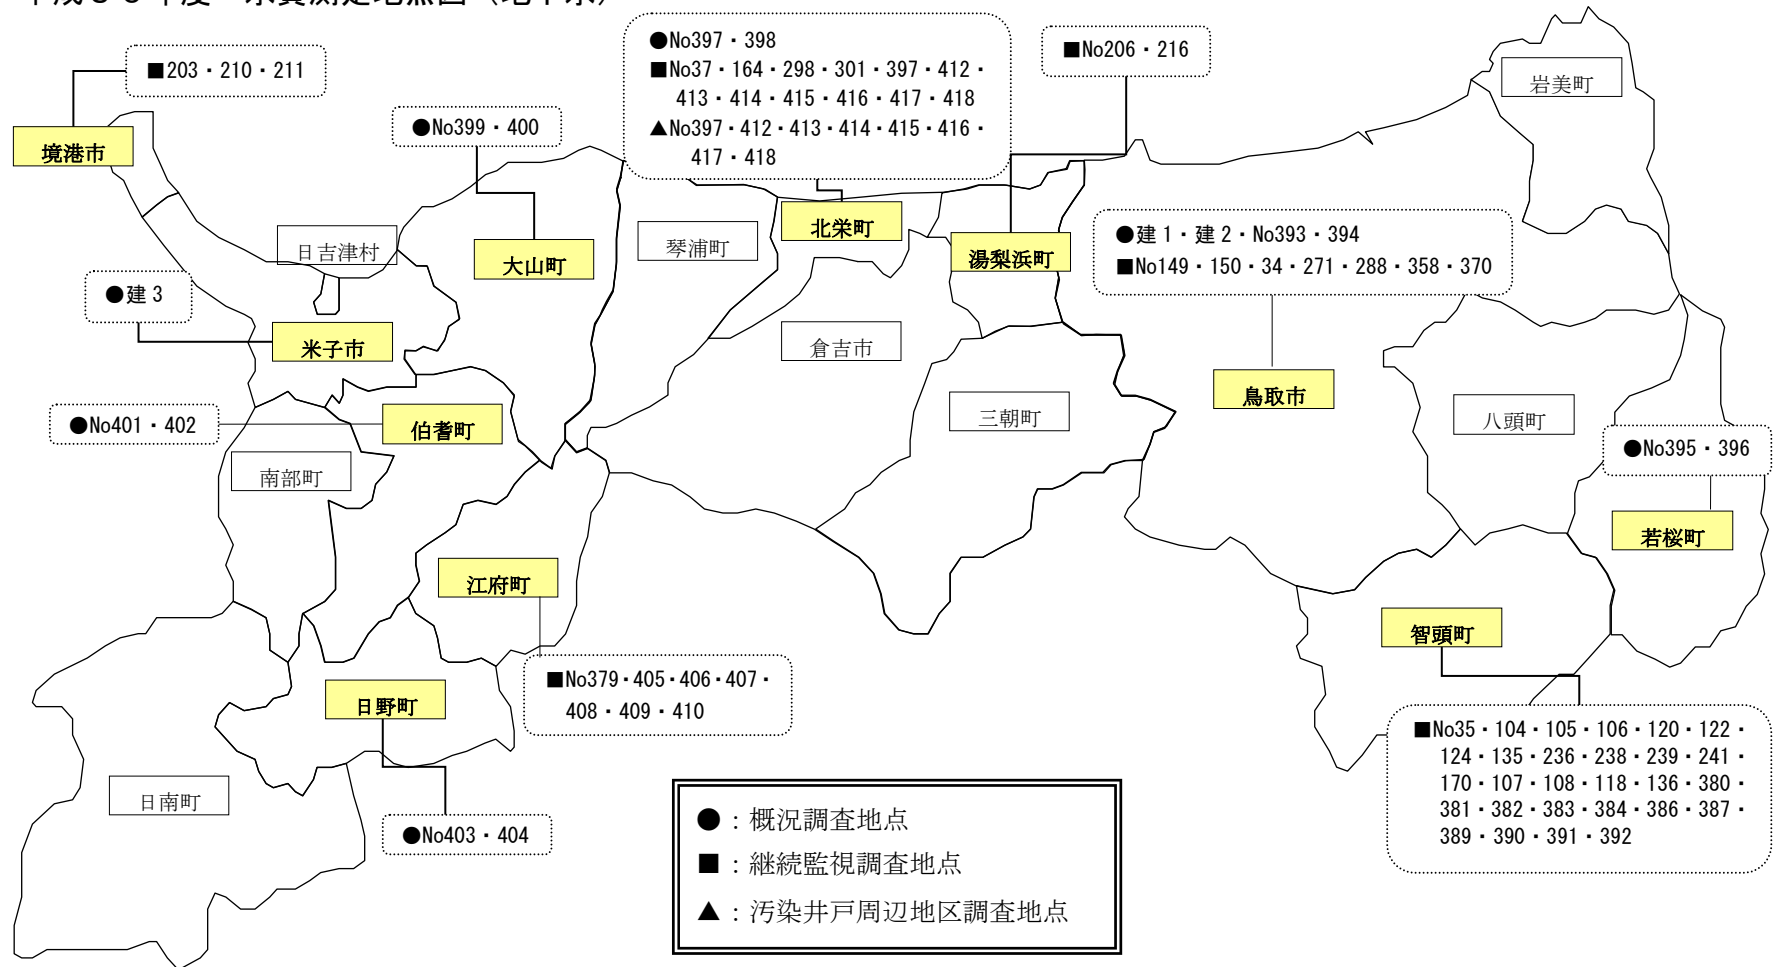 ■203・210・211
境港市
●No399・400
●No397・398
■No37・164・298・301・397・412・
413・414・415・416・417・418
▲No397・412・413・414・415・416・
417・418
■No206・216
岩美町
日吉津村
大山町
琴浦町
北栄町
湯梨浜町
●建1・建2・No393・394
■No149・150・34・271・288・358・370
●建3
米子市
倉吉市
鳥取市
●No401・402
伯耆町
三朝町
八頭町
●No395・396
南部町
若桜町
江府町
智頭町
■No379・405・406・407・
408・409・410
日野町
日南町
●No403・404
■No35・104・105・106・120・122・
124・135・236・238・239・241・
170・107・108・118・136・380・
381・382・383・384・386・387・
389・390・391・392
●:概況調査地点
■:継続監視調査地点
▲:汚染井戸周辺地区調査地点